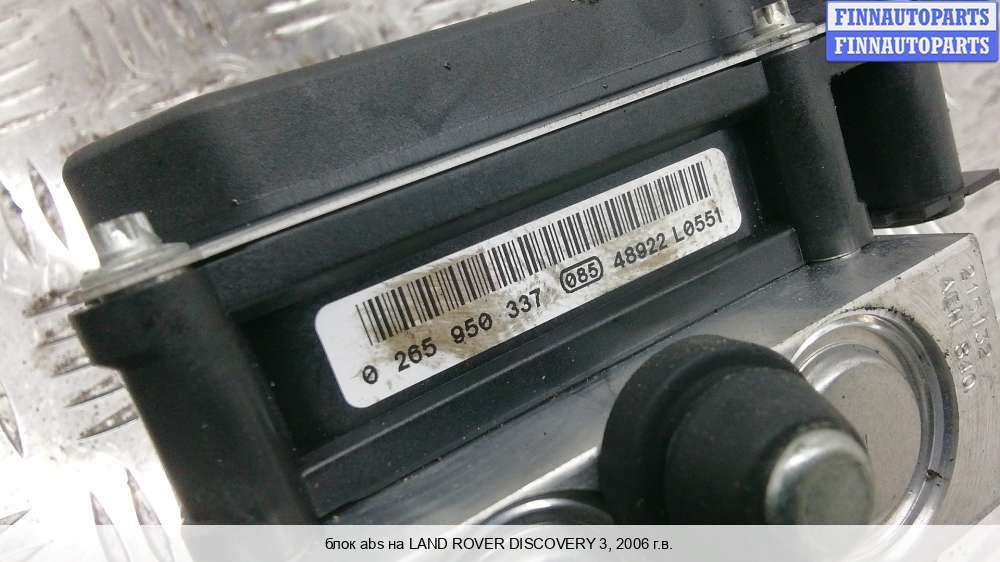 FINNAUTOPARTS
FINNAUTOPARTS
0 265 950 337 085 48922 L0551
блок abs на LAND ROVER DISCOVERY 3, 2006 г.в.